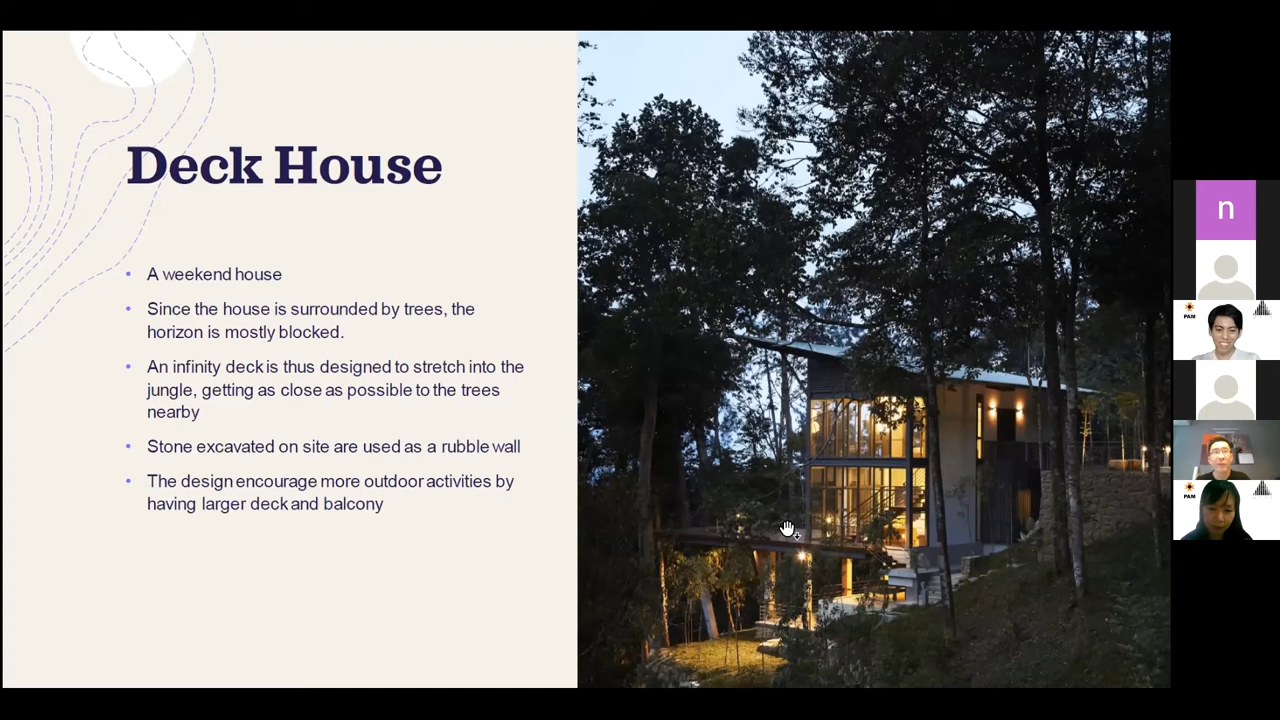 Deck House
• A weekend house
• Since the house is surrounded by trees, the
horizon is mostly blocked.
• An infinity deck is thus designed to stretch into the
jungle, getting as close as possible to the trees
nearby
• Stone excavated on site are used as a rubble wall
• The design encourage more outdoor activities by
having larger deck and balcony
n
PAM
PAM